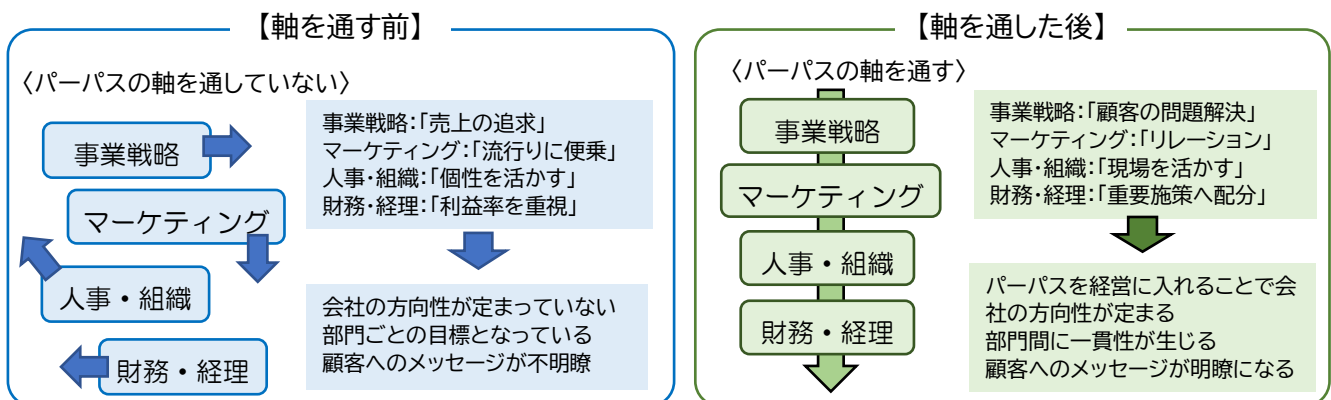 【軸を通す前】
〈パーパスの軸を通していない〉
事業戦略
マーケティング
人事・組織
財務・経理
事業戦略:「売上の追求」
マーケティング:「流行りに便乗」
人事・組織:「個性を活かす」
財務・経理:「利益率を重視」
会社の方向性が定まっていない
部門ごとの目標となっている
顧客へのメッセージが不明瞭
【軸を通した後】
〈パーパスの軸を通す〉
事業戦略
マーケティング
人事・組織
財務・経理
事業戦略:「顧客の問題解決」
マーケティング:「リレーション」
人事・組織:「現場を活かす」
財務・経理:「重要施策へ配分」
パーパスを経営に入れることで会
社の方向性が定まる
部門間に一貫性が生じる
顧客へのメッセージが明瞭になる